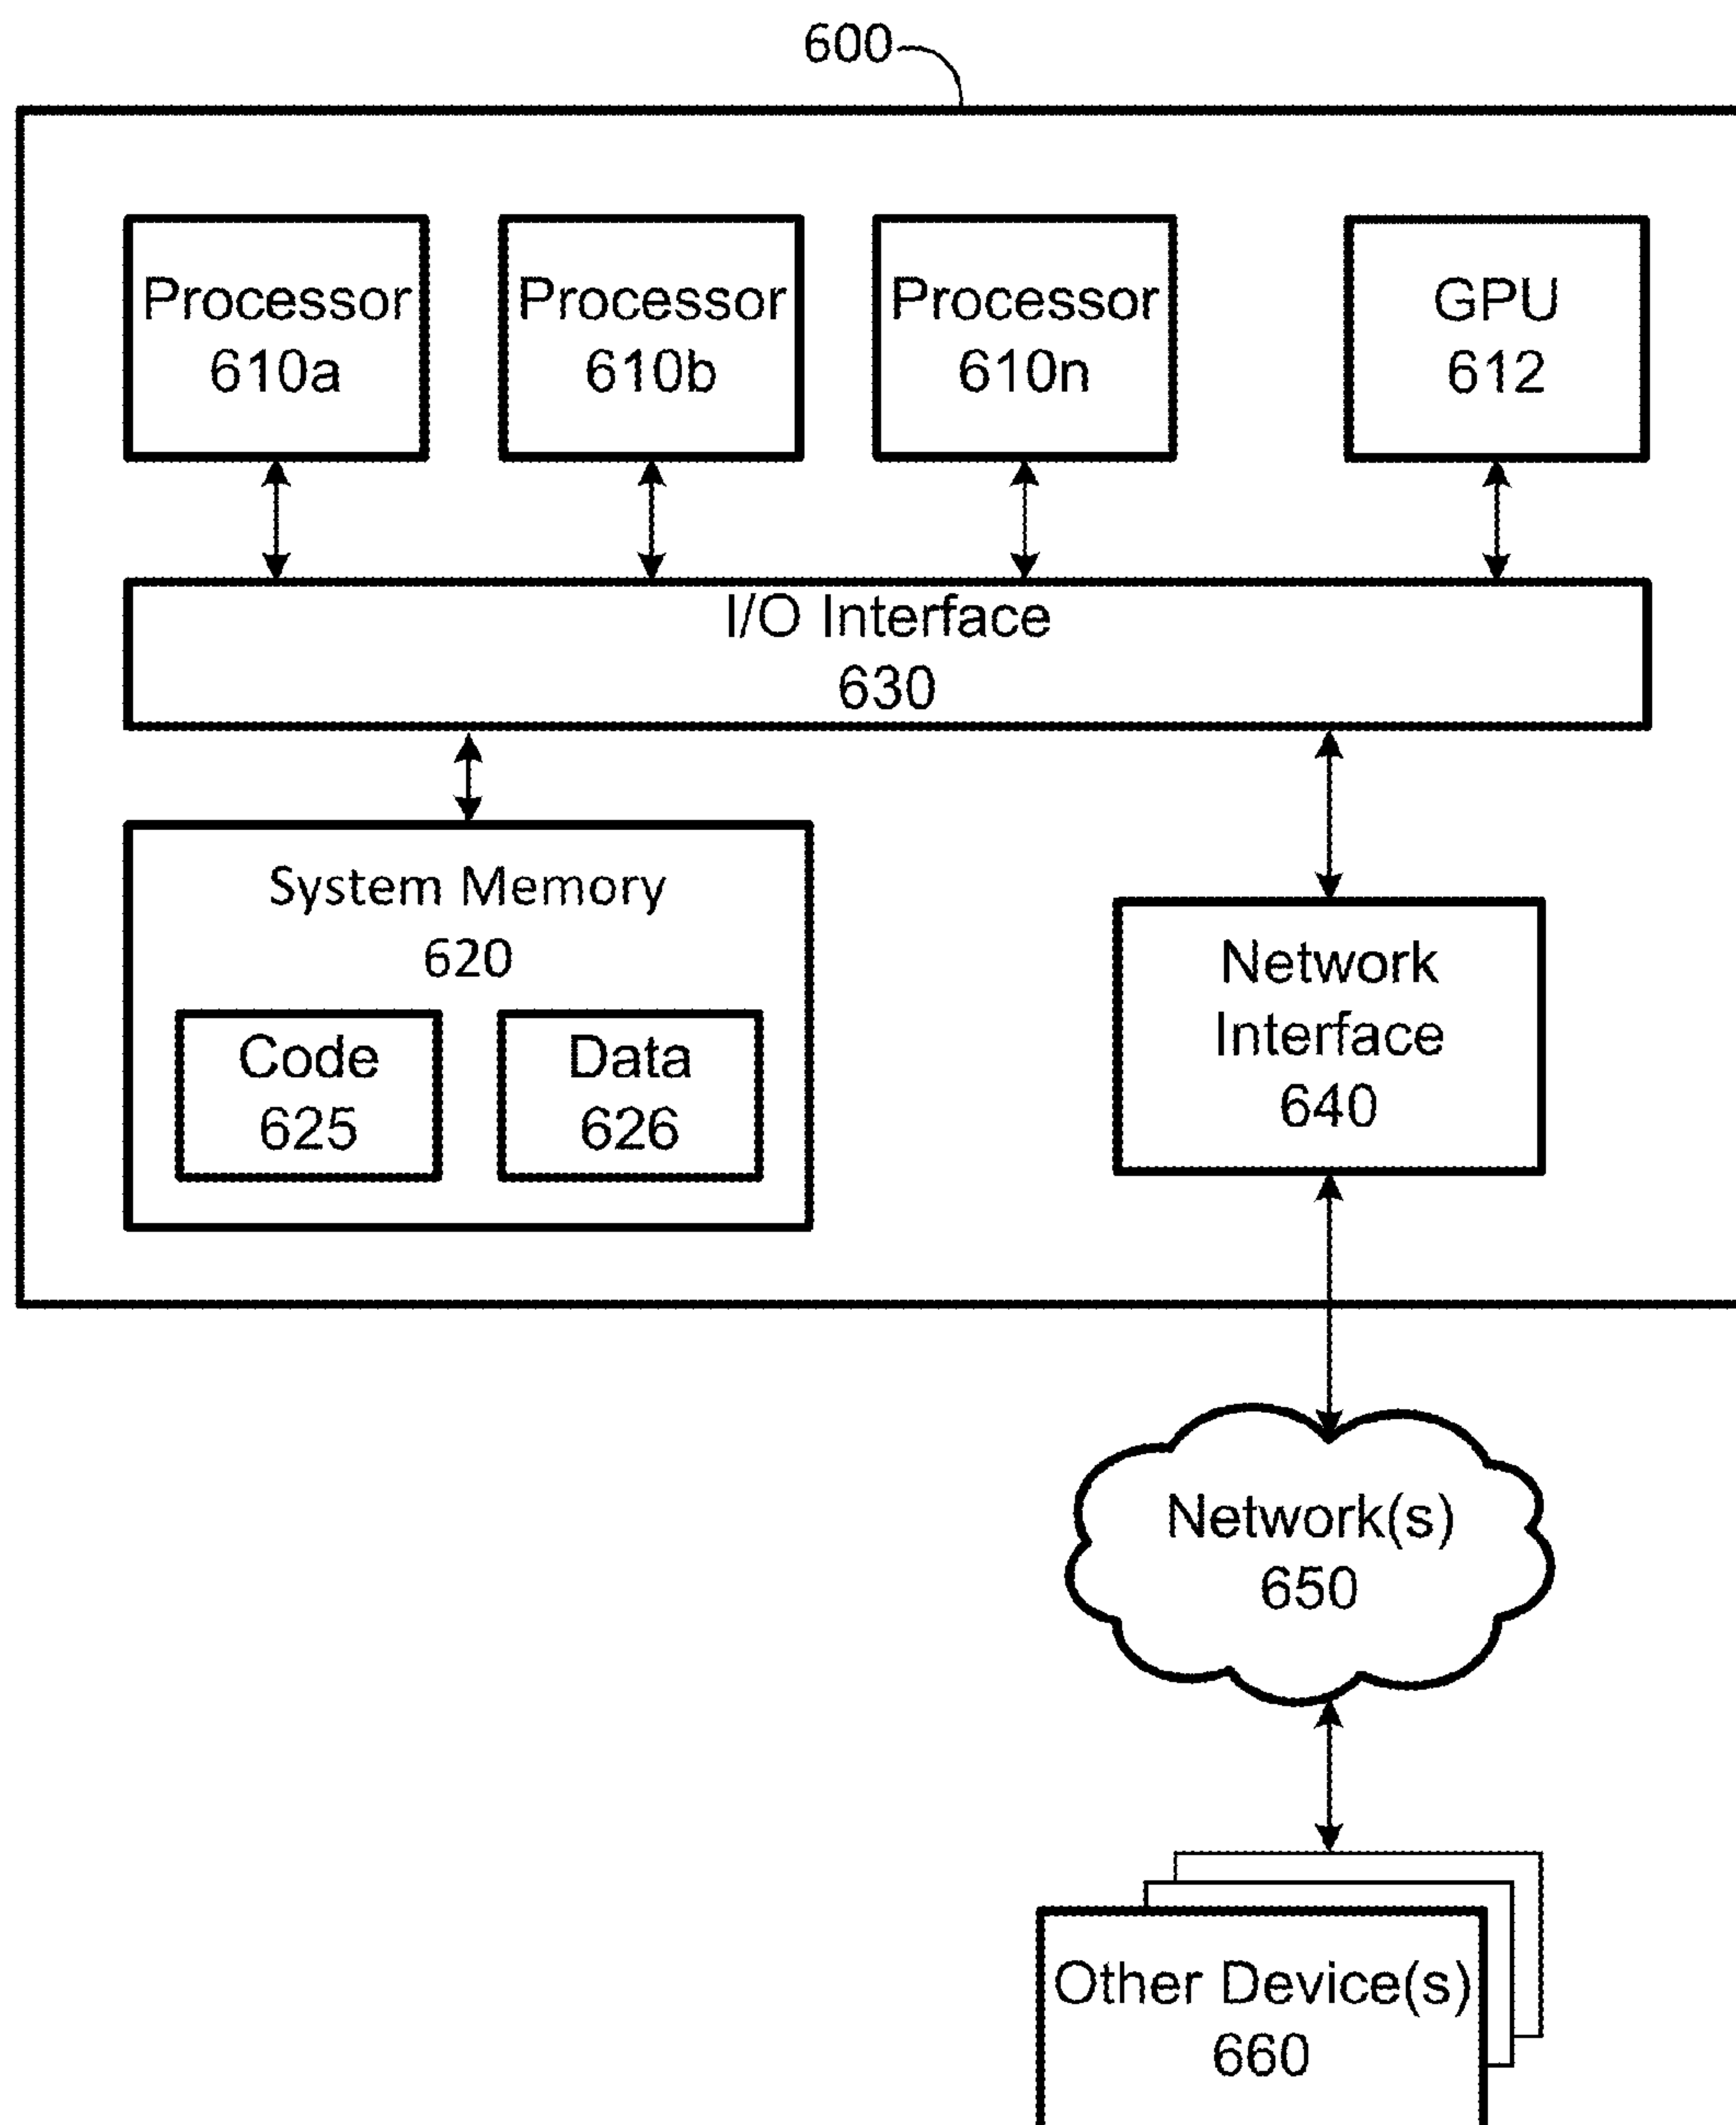 600
Processor
610a
Processor
610b
Processor
610n
GPU
612
I/O Interface
630
System Memory
620
Code
625
Data
626
Network
Interface
640
Network(s)
650
Other Device(s)
660